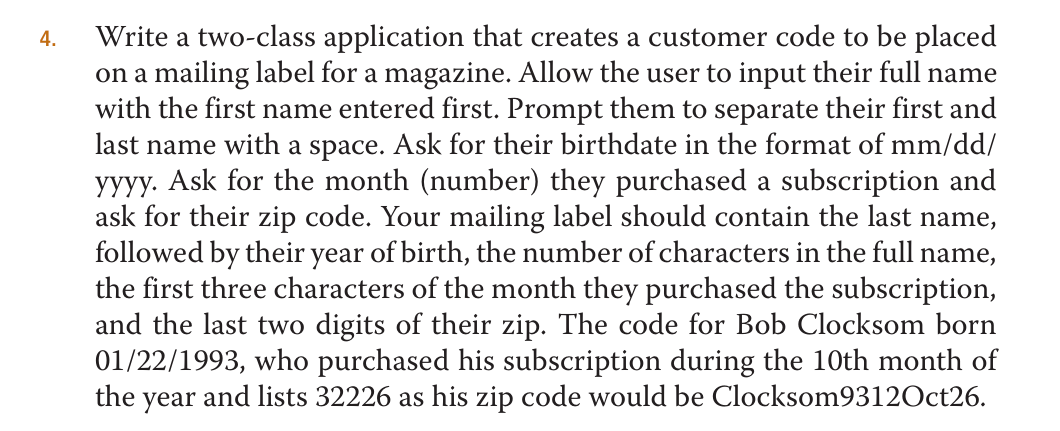 4. Write a two-class application that creates a customer code to be placed
on a mailing label for a magazine. Allow the user to input their full name
with the first name entered first. Prompt them to separate their first and
last name with a space. Ask for their birthdate in the format of mm/dd/
yyyy. Ask for the month (number) they purchased a subscription and
ask for their zip code. Your mailing label should contain the last name,
followed by their year of birth, the number of characters in the full name,
the first three characters of the month they purchased the subscription,
and the last two digits of their zip. The code for Bob Clocksom born
01/22/1993, who purchased his subscription during the 10th month of
the year and lists 32226 as his zip code would be Clocksom9312Oct26.